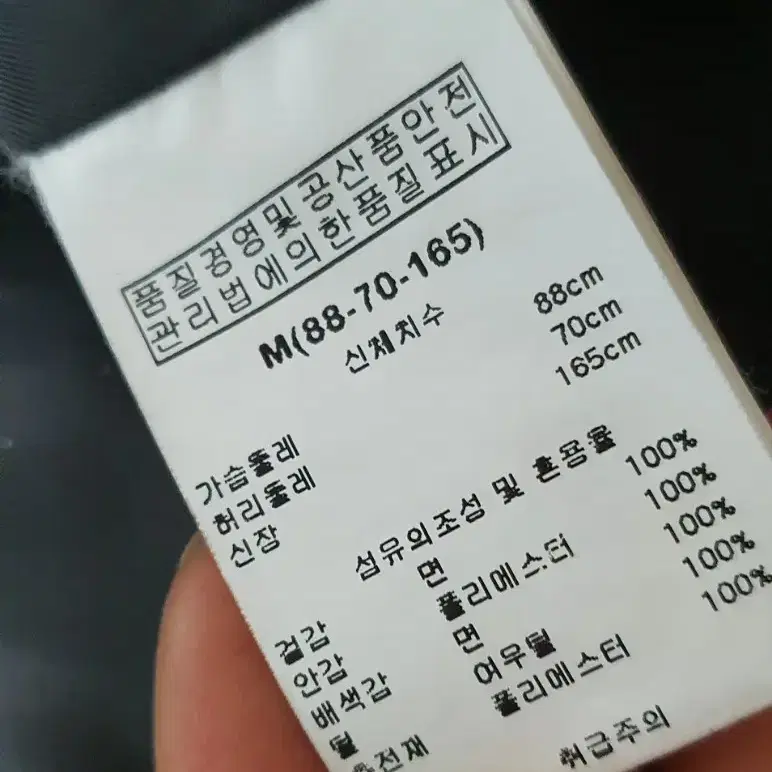 품질경영및공산품안전
관리법에의한품질표시
M(88-70-165)
신체치수
가슴둘레 88cm
허리둘레 70cm
신장 165cm
섬유의조성 및 혼용율
겉감 면 100%
안감 폴리에스터 100%
배색감 면 100%
털 여우털 100%
충전재 폴리에스터 100%
취급주의